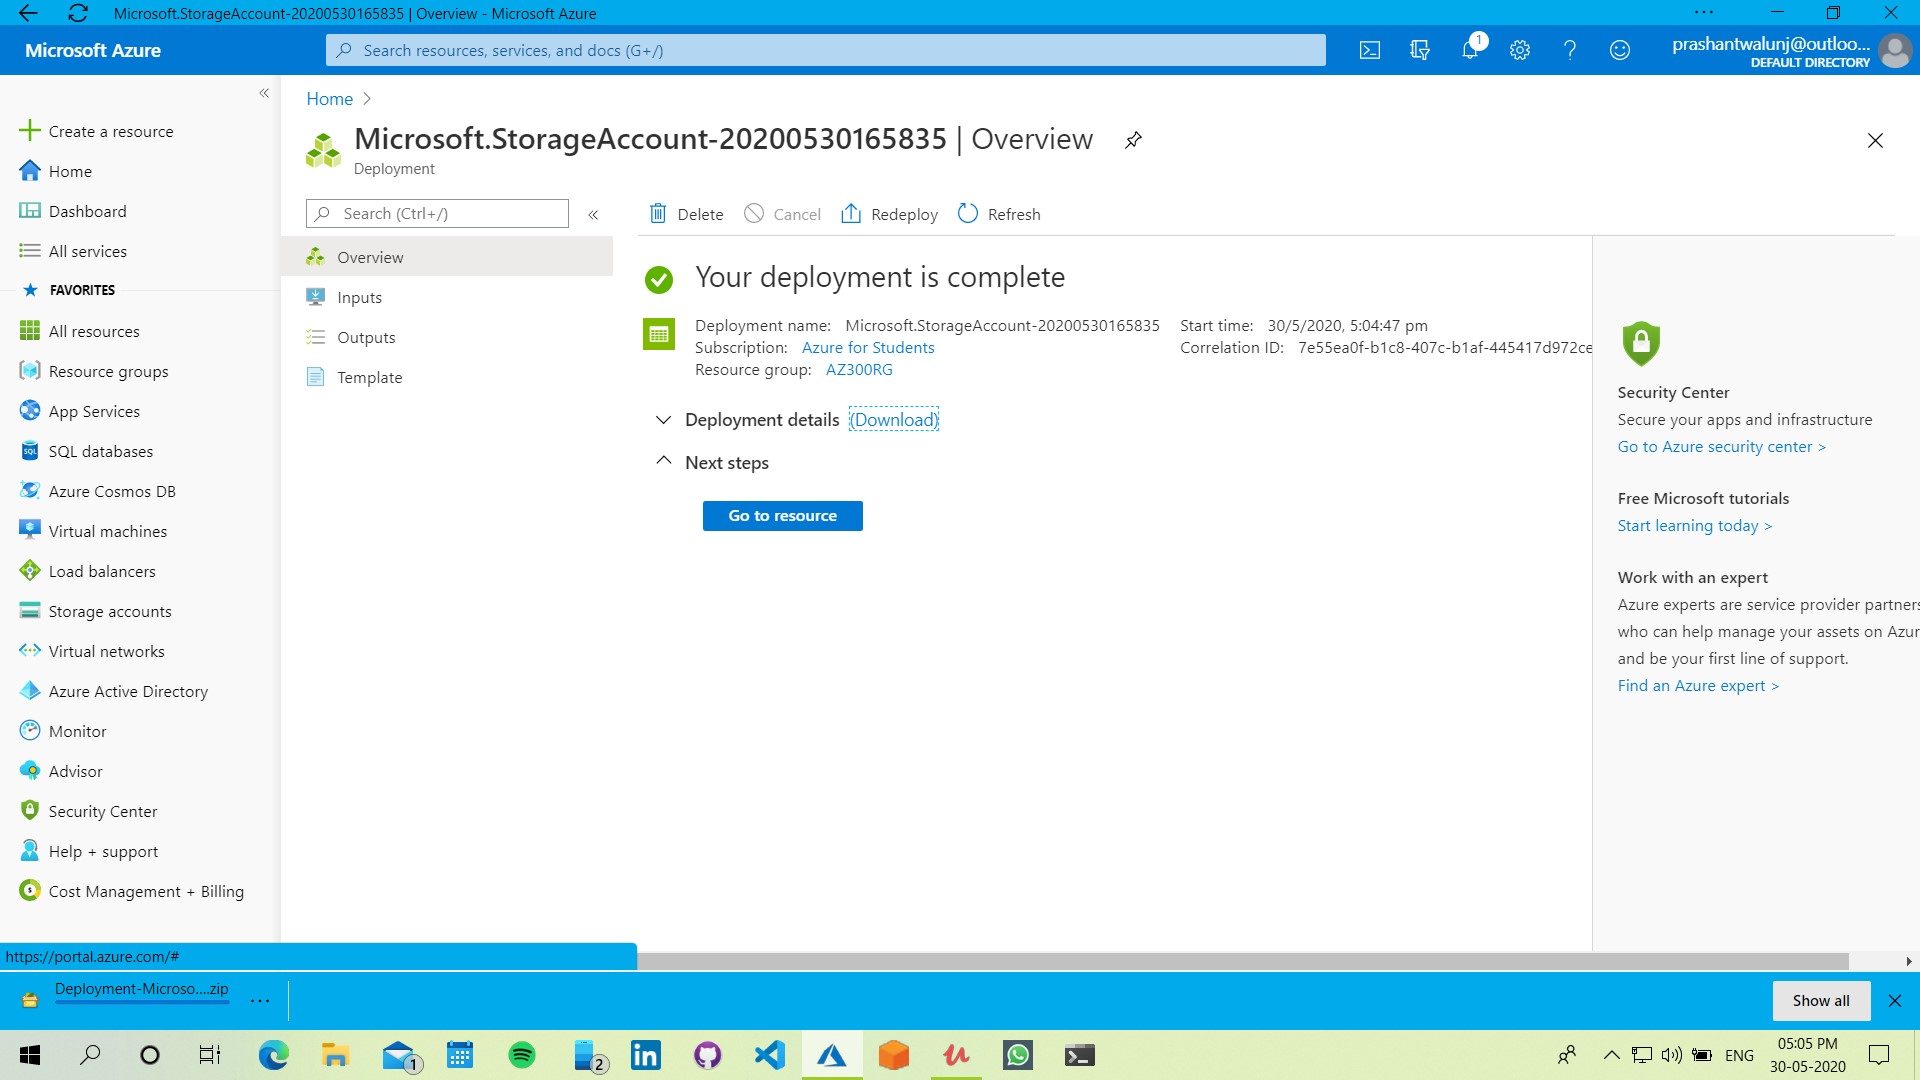 Microsoft.StorageAccount-20200530165835 | Overview - Microsoft Azure
Microsoft Azure
Search resources, services, and docs (G+/)
1
prashantwalunj@outloo...
DEFAULT DIRECTORY
Create a resource
Home
Dashboard
All services
FAVORITES
All resources
Resource groups
App Services
SQL databases
Azure Cosmos DB
Virtual machines
Load balancers
Storage accounts
Virtual networks
Azure Active Directory
Monitor
Advisor
Security Center
Help + support
Cost Management + Billing
Home
Microsoft.StorageAccount-20200530165835 | Overview
Deployment
Search (Ctrl+/)
Overview
Inputs
Outputs
Template
Delete
Cancel
Redeploy
Refresh
Your deployment is complete
Deployment name: Microsoft.StorageAccount-20200530165835
Subscription: Azure for Students
Resource group: AZ300RG
Start time: 30/5/2020, 5:04:47 pm
Correlation ID: 7e55ea0f-b1c8-407c-b1af-445417d972ce
Deployment details (Download)
Next steps
Go to resource
Security Center
Secure your apps and infrastructure
Go to Azure security center >
Free Microsoft tutorials
Start learning today >
Work with an expert
Azure experts are service provider partners
who can help manage your assets on Azur
and be your first line of support.
Find an Azure expert >
https://portal.azure.com/#
Deployment-Microso....zip
Show all
1
2
ENG
05:05 PM
30-05-2020